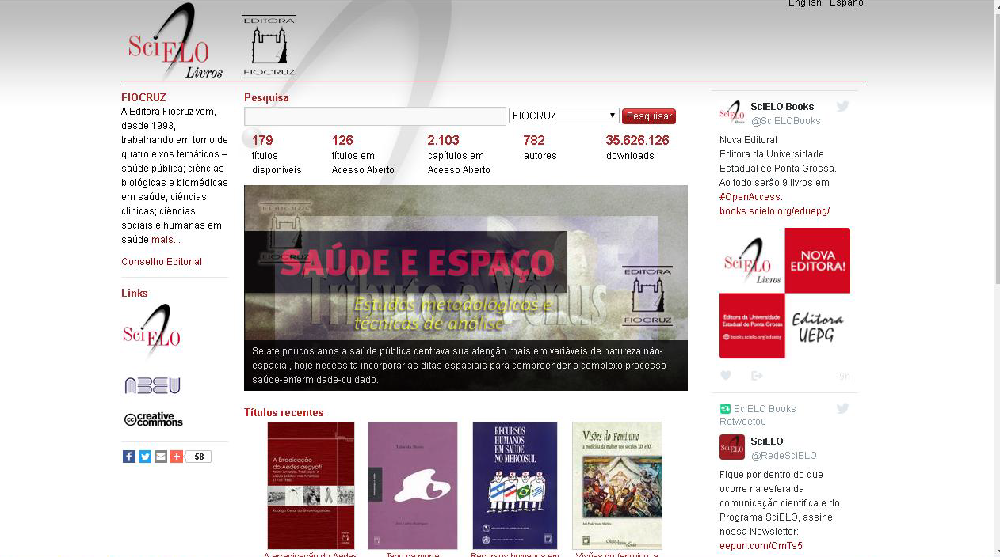 English Español
SciELO
Livros
EDITORA
FIOCRUZ
FIOCRUZ
A Editora Fiocruz vem,
desde 1993,
trabalhando em torno de
quatro eixos temáticos –
saúde pública; ciências
biológicas e biomédicas
em saúde; ciências
clínicas; ciências
sociais e humanas em
saúde mais...
Conselho Editorial
Links
SciELO
ABEU
creative
commons
58
Pesquisa
FIOCRUZ
Pesquisar
179
títulos
disponíveis
126
títulos em
Acesso Aberto
2.103
capítulos em
Acesso Aberto
782
autores
35.626.126
downloads
EDITORA
FIOCRUZ
SAÚDE E ESPAÇO
Tributo a Vênus
Estudos metodológicos e
técnicas de análise
EDITORA
FIOCRUZ
Se até poucos anos a saúde pública centrava sua atenção mais em variáveis de natureza não-
espacial, hoje necessita incorporar as ditas espaciais para compreender o complexo processo
saúde-enfermidade-cuidado.
Títulos recentes
A Erradicação
do Aedes aegypti
Rodrigo Cesar da Silva Magalhães
Tabu da Morte
RECURSOS
HUMANOS
EM SAÚDE
NO MERCOSUL
Visões do Feminino
a medicina da mulher nos séculos XIX e XX
A erradicação do Aedes
Tabu da morte
Recursos humanos em
Visões do feminino: a
SciELO Books
@SciELOBooks
Nova Editora!
Editora da Universidade
Estadual de Ponta Grossa.
Ao todo serão 9 livros em
#OpenAccess.
books.scielo.org/eduepg/
SciELO
Livros
NOVA
EDITORA!
Editora da Universidade
Estadual de Ponta Grossa
books.scielo.org/eduepg
Editora
UEPG
9h
SciELO Books
Retweetou
SciELO
SciELO
@RedeSciELO
Fique por dentro do que
ocorre na esfera da
comunicação científica e do
Programa SciELO, assine
nossa Newsletter:
eepurl.com/CmTs5